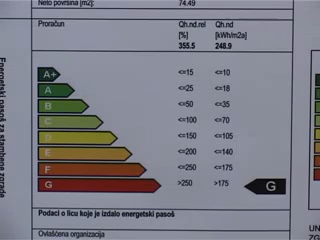 Neto površina [m2]: 74.49
Proračun Qh.nd.rel Qh.nd
[%] [kWh/m2a]
355.5 248.9
A+ <=15 <=10
A <=25 <=18
B <=50 <=35
C <=100 <=70
D <=150 <=105
E <=200 <=140
F <=250 <=175
G >250 >175 G
Podaci o licu koje je izdalo energetski pasoš
Ovlašćena organizacija
Energetski pasoš za stambene zgrade
UN